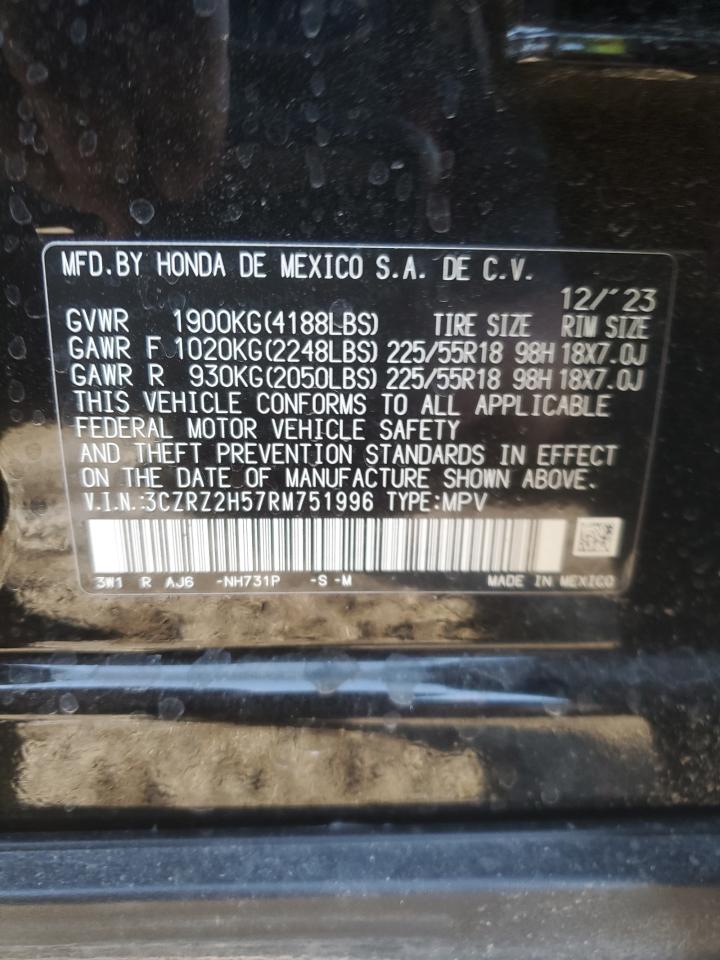 MFD.BY HONDA DE MEXICO S.A. DE C.V.
12/´23
GVWR 1900KG(4188LBS) TIRE SIZE RIM SIZE
GAWR F 1020KG(2248LBS) 225/55R18 98H 18X7.0J
GAWR R 930KG(2050LBS) 225/55R18 98H 18X7.0J
THIS VEHICLE CONFORMS TO ALL APPLICABLE
FEDERAL MOTOR VEHICLE SAFETY
AND THEFT PREVENTION STANDARDS IN EFFECT
ON THE DATE OF MANUFACTURE SHOWN ABOVE.
V.I.N.:3CZRZ2H57RM751996 TYPE:MPV
3W1 R AJ6 -NH731P -S -M MADE IN MEXICO